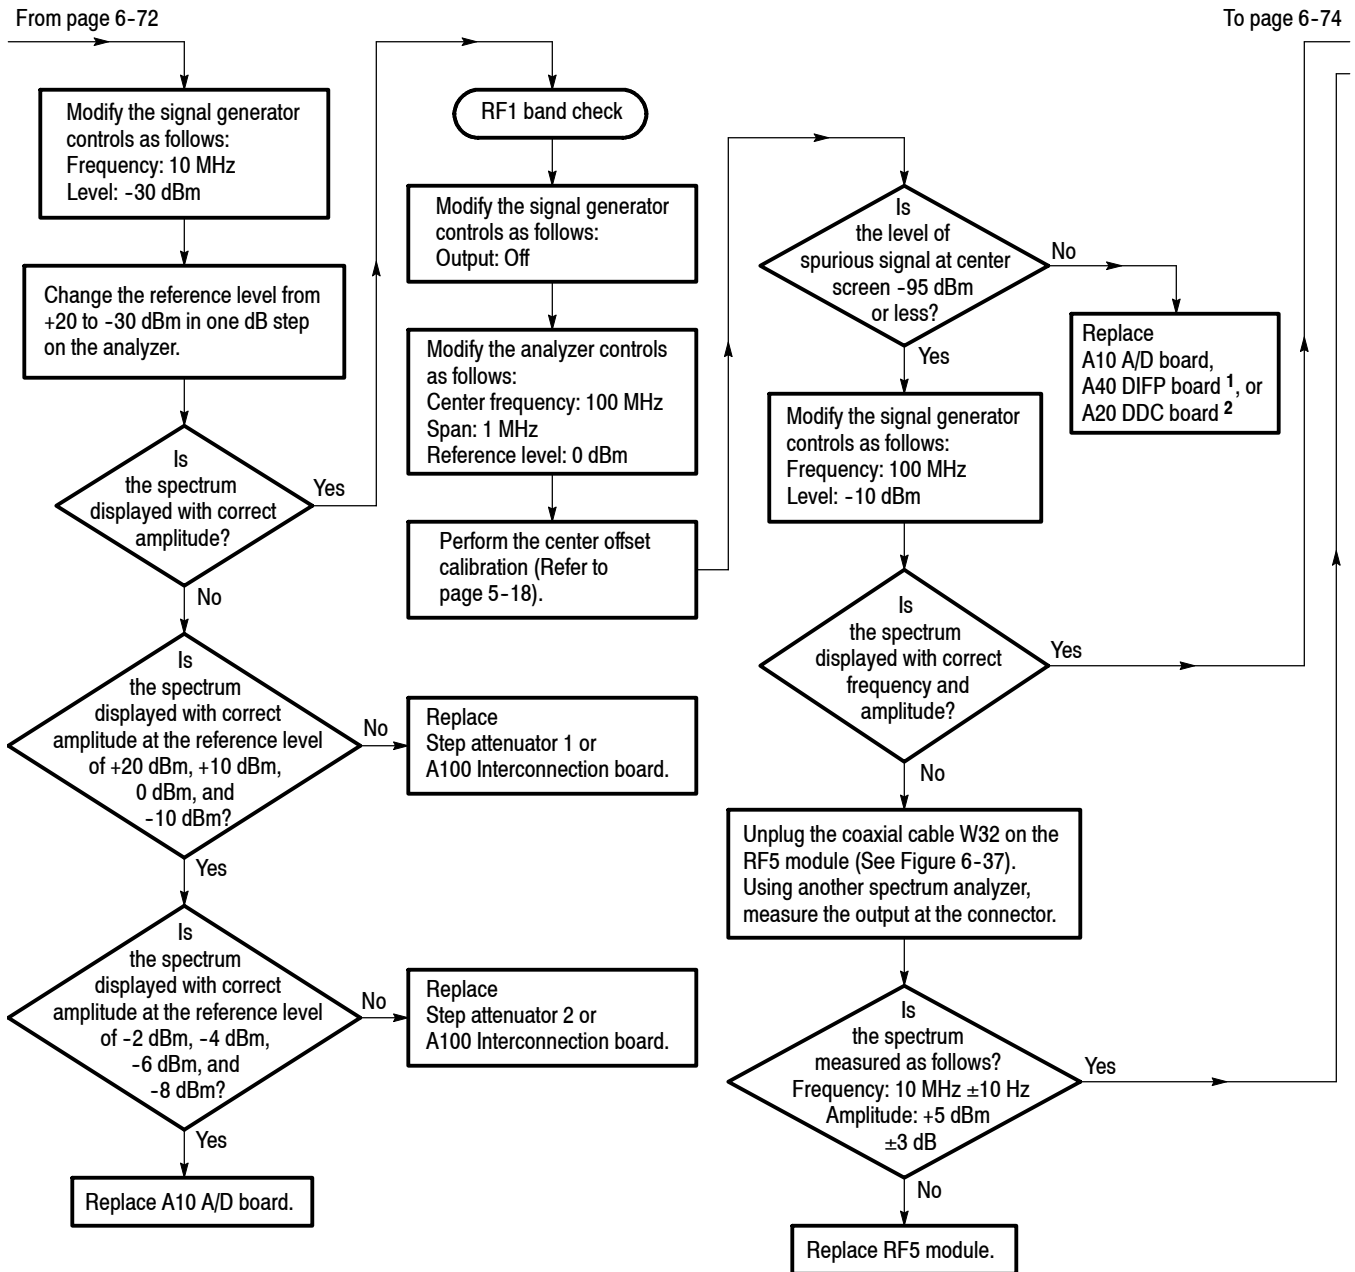 From page 6-72
To page 6-74
Modify the signal generator
controls as follows:
Frequency: 10 MHz
Level: -30 dBm
Change the reference level from
+20 to -30 dBm in one dB step
on the analyzer.
Is
the spectrum
displayed with correct
amplitude?
Yes
No
Is
the spectrum
displayed with correct
amplitude at the reference level
of +20 dBm, +10 dBm,
0 dBm, and
-10 dBm?
No
Replace
Step attenuator 1 or
A100 Interconnection board.
Yes
Is
the spectrum
displayed with correct
amplitude at the reference level
of -2 dBm, -4 dBm,
-6 dBm, and
-8 dBm?
No
Replace
Step attenuator 2 or
A100 Interconnection board.
Yes
Replace A10 A/D board.
RF1 band check
Modify the signal generator
controls as follows:
Output: Off
Modify the analyzer controls
as follows:
Center frequency: 100 MHz
Span: 1 MHz
Reference level: 0 dBm
Perform the center offset
calibration (Refer to
page 5-18).
Is
the level of
spurious signal at center
screen -95 dBm
or less?
No
Replace
A10 A/D board,
A40 DIFP board 1, or
A20 DDC board 2
Yes
Modify the signal generator
controls as follows:
Frequency: 100 MHz
Level: -10 dBm
Is
the spectrum
displayed with correct
frequency and
amplitude?
Yes
No
Unplug the coaxial cable W32 on the
RF5 module (See Figure 6-37).
Using another spectrum analyzer,
measure the output at the connector.
Is
the spectrum
measured as follows?
Frequency: 10 MHz ±10 Hz
Amplitude: +5 dBm
±3 dB
Yes
No
Replace RF5 module.